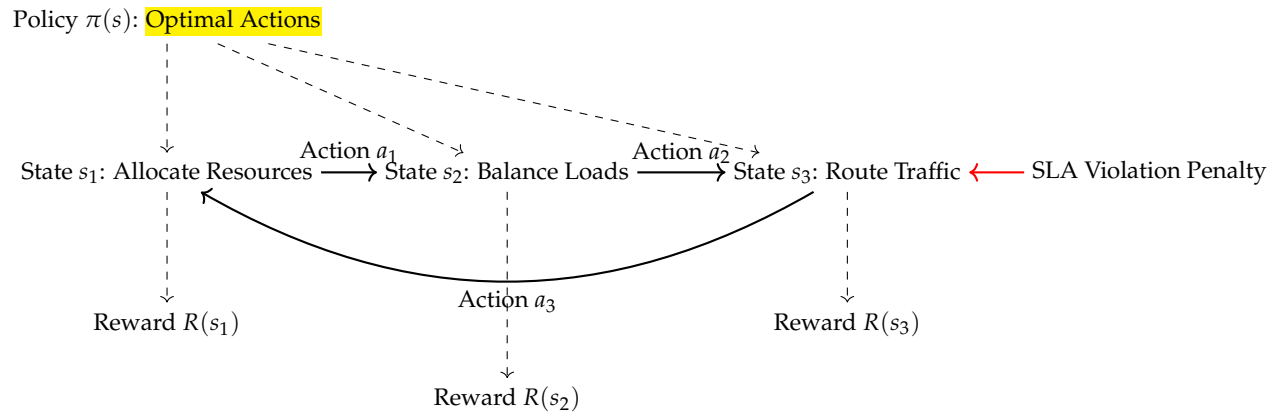 Policy π(s): Optimal Actions
Action a₁
Action a₂
State s₁: Allocate Resources
State s₂: Balance Loads
State s₃: Route Traffic
SLA Violation Penalty
Action a₃
Reward R(s₁)
Reward R(s₃)
Reward R(s₂)